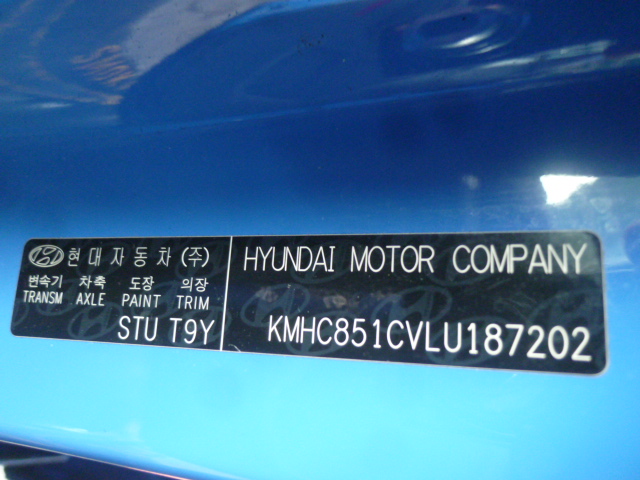 현대자동차(주)
변속기 차축 도장 의장
TRANSM AXLE PAINT TRIM
STU T9Y
HYUNDAI MOTOR COMPANY
KMHC851CVLU187202